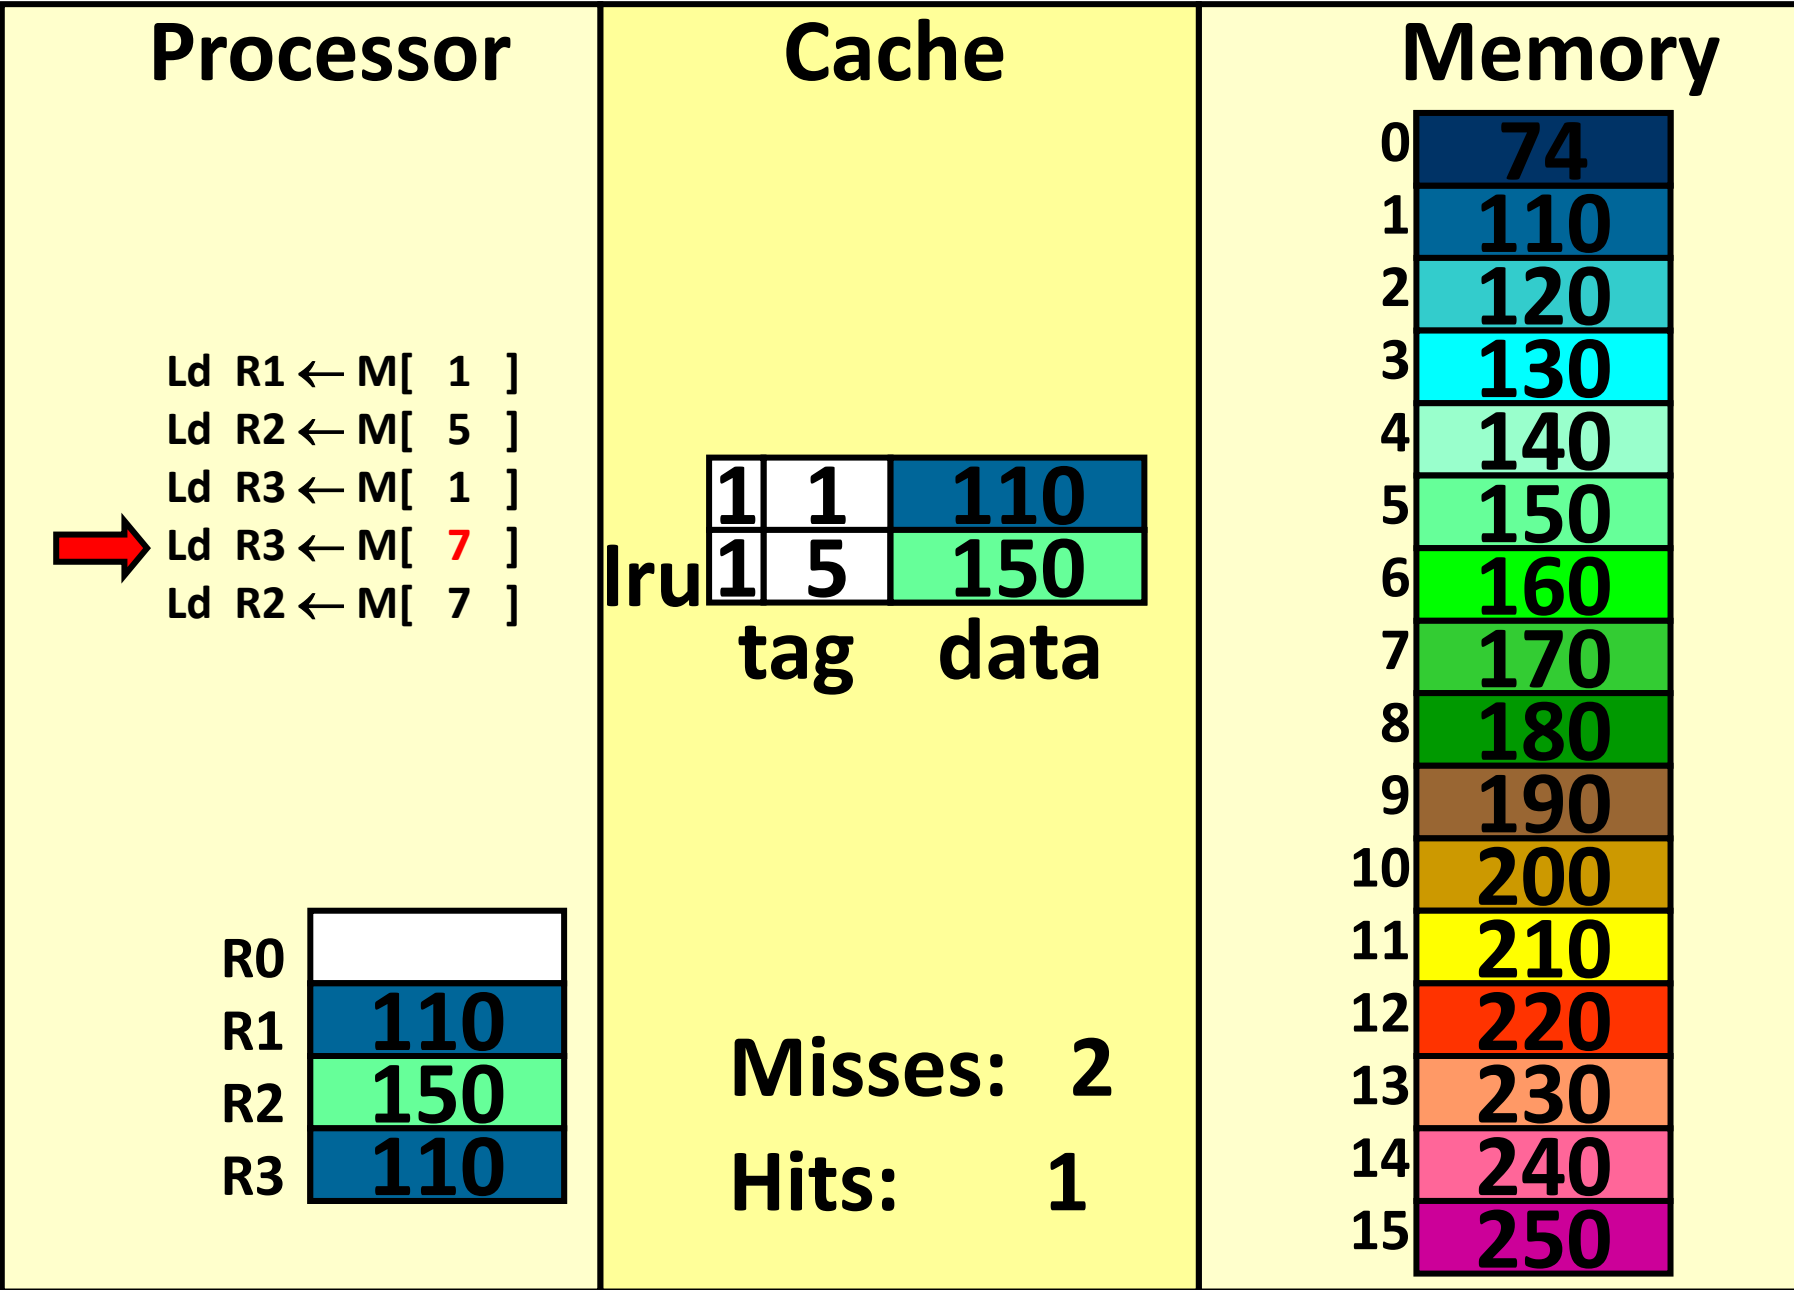 Processor
Ld R1 ← M[ 1 ]
Ld R2 ← M[ 5 ]
Ld R3 ← M[ 1 ]
Ld R3 ← M[ 7 ]
Ld R2 ← M[ 7 ]
R0
R1 110
R2 150
R3 110
Cache
1 1 110
lru 1 5 150
tag data
Misses: 2
Hits: 1
Memory
0 74
1 110
2 120
3 130
4 140
5 150
6 160
7 170
8 180
9 190
10 200
11 210
12 220
13 230
14 240
15 250